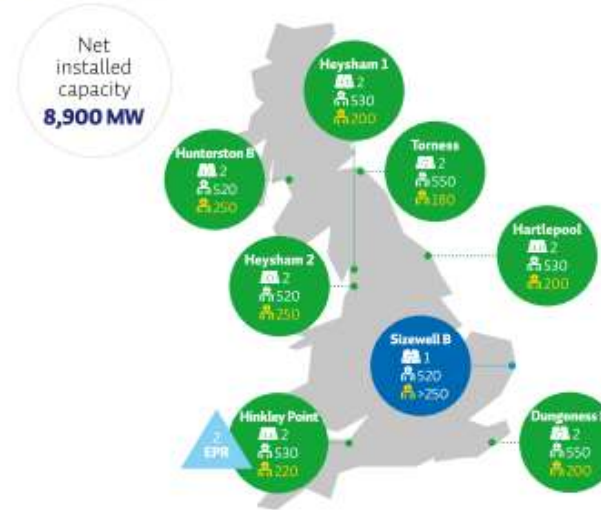 Net
installed
capacity
8,900 MW
Heysham 1
2
530
200
Hunterston B
2
520
250
Torness
2
550
180
Hartlepool
2
530
200
Heysham 2
2
520
250
Sizewell B
1
520
>250
2
EPR
Hinkley Point
2
530
220
Dungeness
2
550
200